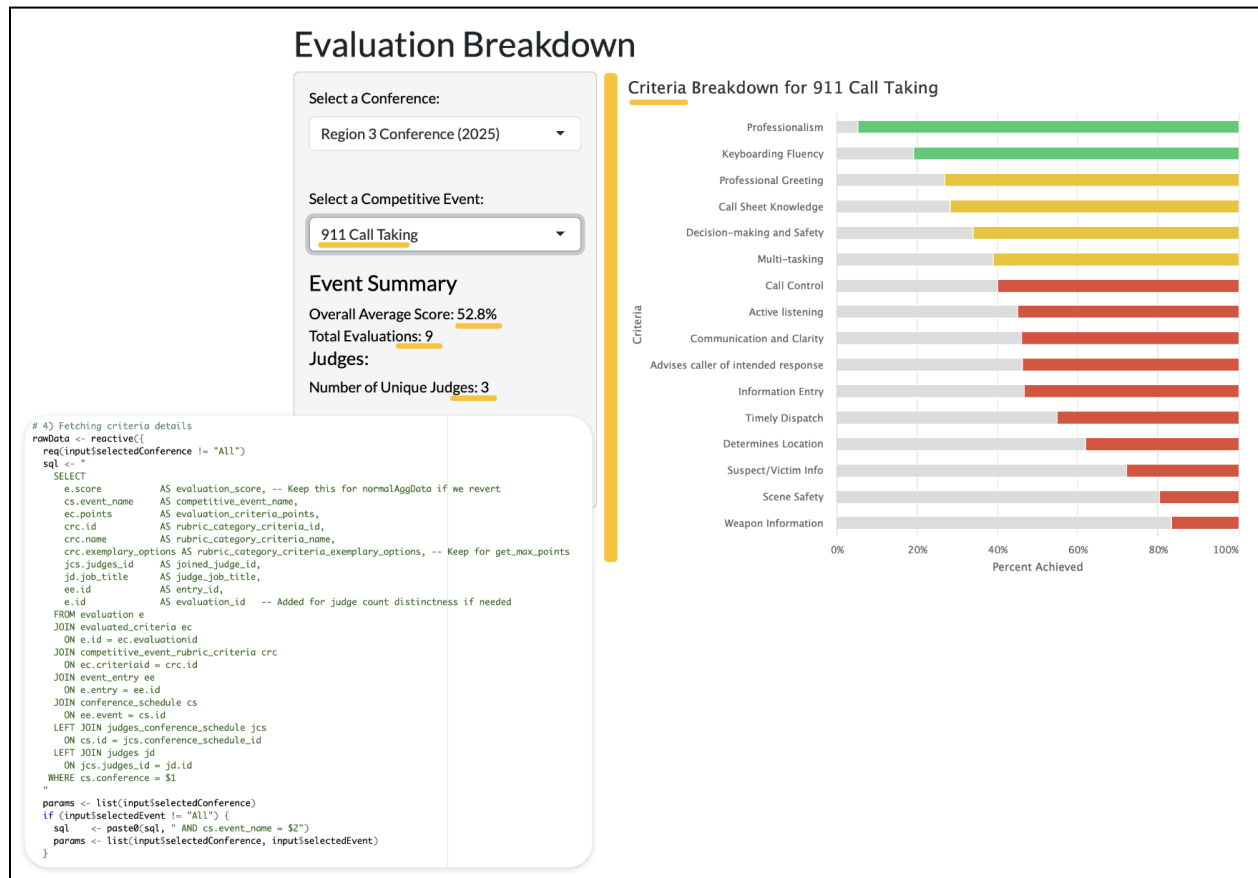 Evaluation Breakdown
Select a Conference:
Region 3 Conference (2025)
Select a Competitive Event:
911 Call Taking
Event Summary
Overall Average Score: 52.8%
Total Evaluations: 9
Judges:
Number of Unique Judges: 3
Criteria Breakdown for 911 Call Taking
Criteria
Professionalism
Keyboarding Fluency
Professional Greeting
Call Sheet Knowledge
Decision-making and Safety
Multi-tasking
Call Control
Active listening
Communication and Clarity
Advises caller of intended response
Information Entry
Timely Dispatch
Determines Location
Suspect/Victim Info
Scene Safety
Weapon Information
0% 20% 40% 60% 80% 100%
Percent Achieved
# 4) Fetching criteria details
rawData <- reactive({
  req(input$selectedConference != "All")
  sql <- "
    SELECT
      e.score AS evaluation_score, -- Keep this for normalAggData if we revert
      cs.event_name AS competitive_event_name,
      ec.points AS evaluation_criteria_points,
      crc.id AS rubric_category_criteria_id,
      crc.name AS rubric_category_criteria_name,
      crc.exemplary_options AS rubric_category_criteria_exemplary_options, -- Keep for get_max_points
      jcs.judges_id AS joined_judge_id,
      jd.job_title AS judge_job_title,
      ee.id AS entry_id,
      e.id AS evaluation_id -- Added for judge count distinctness if needed
    FROM evaluation e
    JOIN evaluated_criteria ec
      ON e.id = ec.evaluationid
    JOIN competitive_event_rubric_criteria crc
      ON ec.criteriaid = crc.id
    JOIN event_entry ee
      ON e.entry = ee.id
    JOIN conference_schedule cs
      ON ee.event = cs.id
    LEFT JOIN judges_conference_schedule jcs
      ON cs.id = jcs.conference_schedule_id
    LEFT JOIN judges jd
      ON jcs.judges_id = jd.id
   WHERE cs.conference = $1
  "
  params <- list(input$selectedConference)
  if (input$selectedEvent != "All") {
    sql <- paste0(sql, " AND cs.event_name = $2")
    params <- list(input$selectedConference, input$selectedEvent)
  }